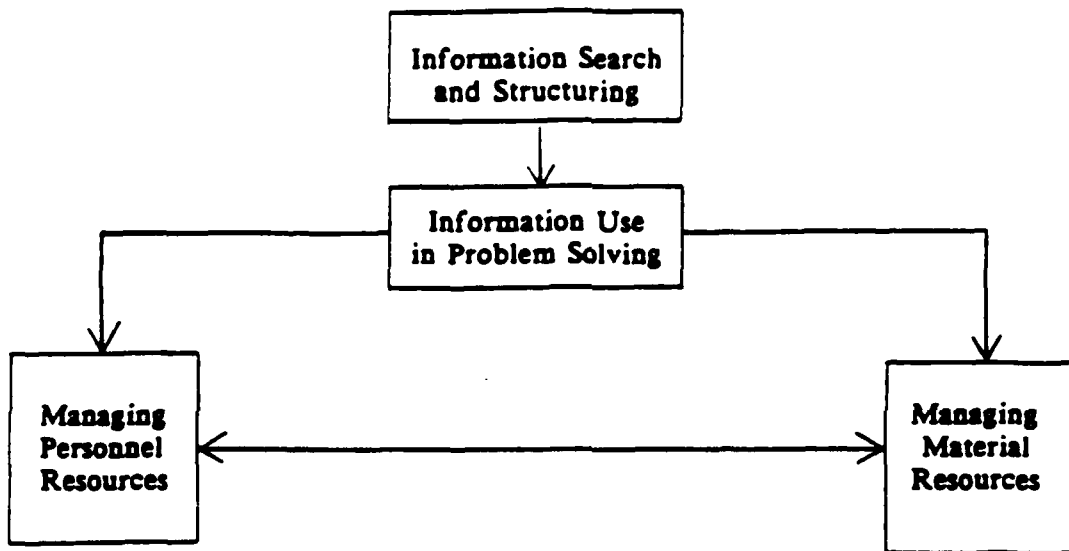 Information Search
and Structuring
Information Use
in Problem Solving
Managing
Personnel
Resources
Managing
Material
Resources